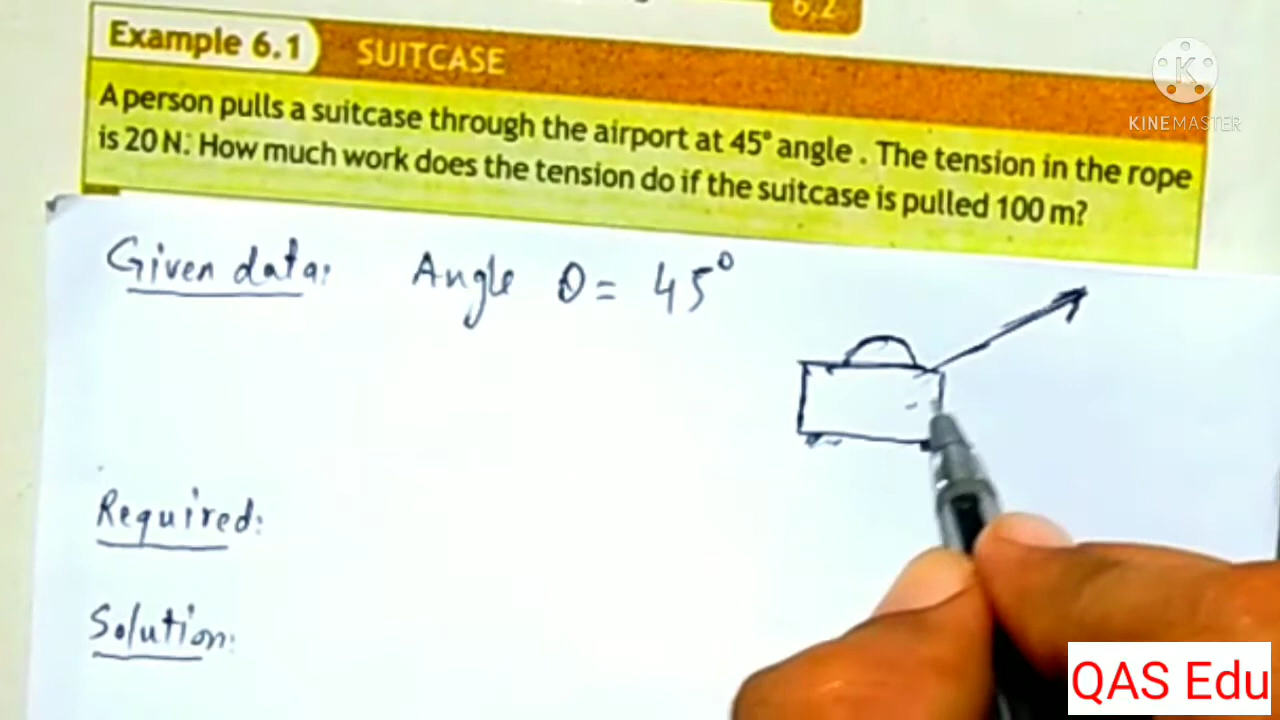 6.2
Example 6.1
SUITCASE
KINEMASTER
A person pulls a suitcase through the airport at 45° angle . The tension in the rope
is 20 N. How much work does the tension do if the suitcase is pulled 100 m?
Given data: Angle θ = 45°
Required:
Solution:
QAS Edu